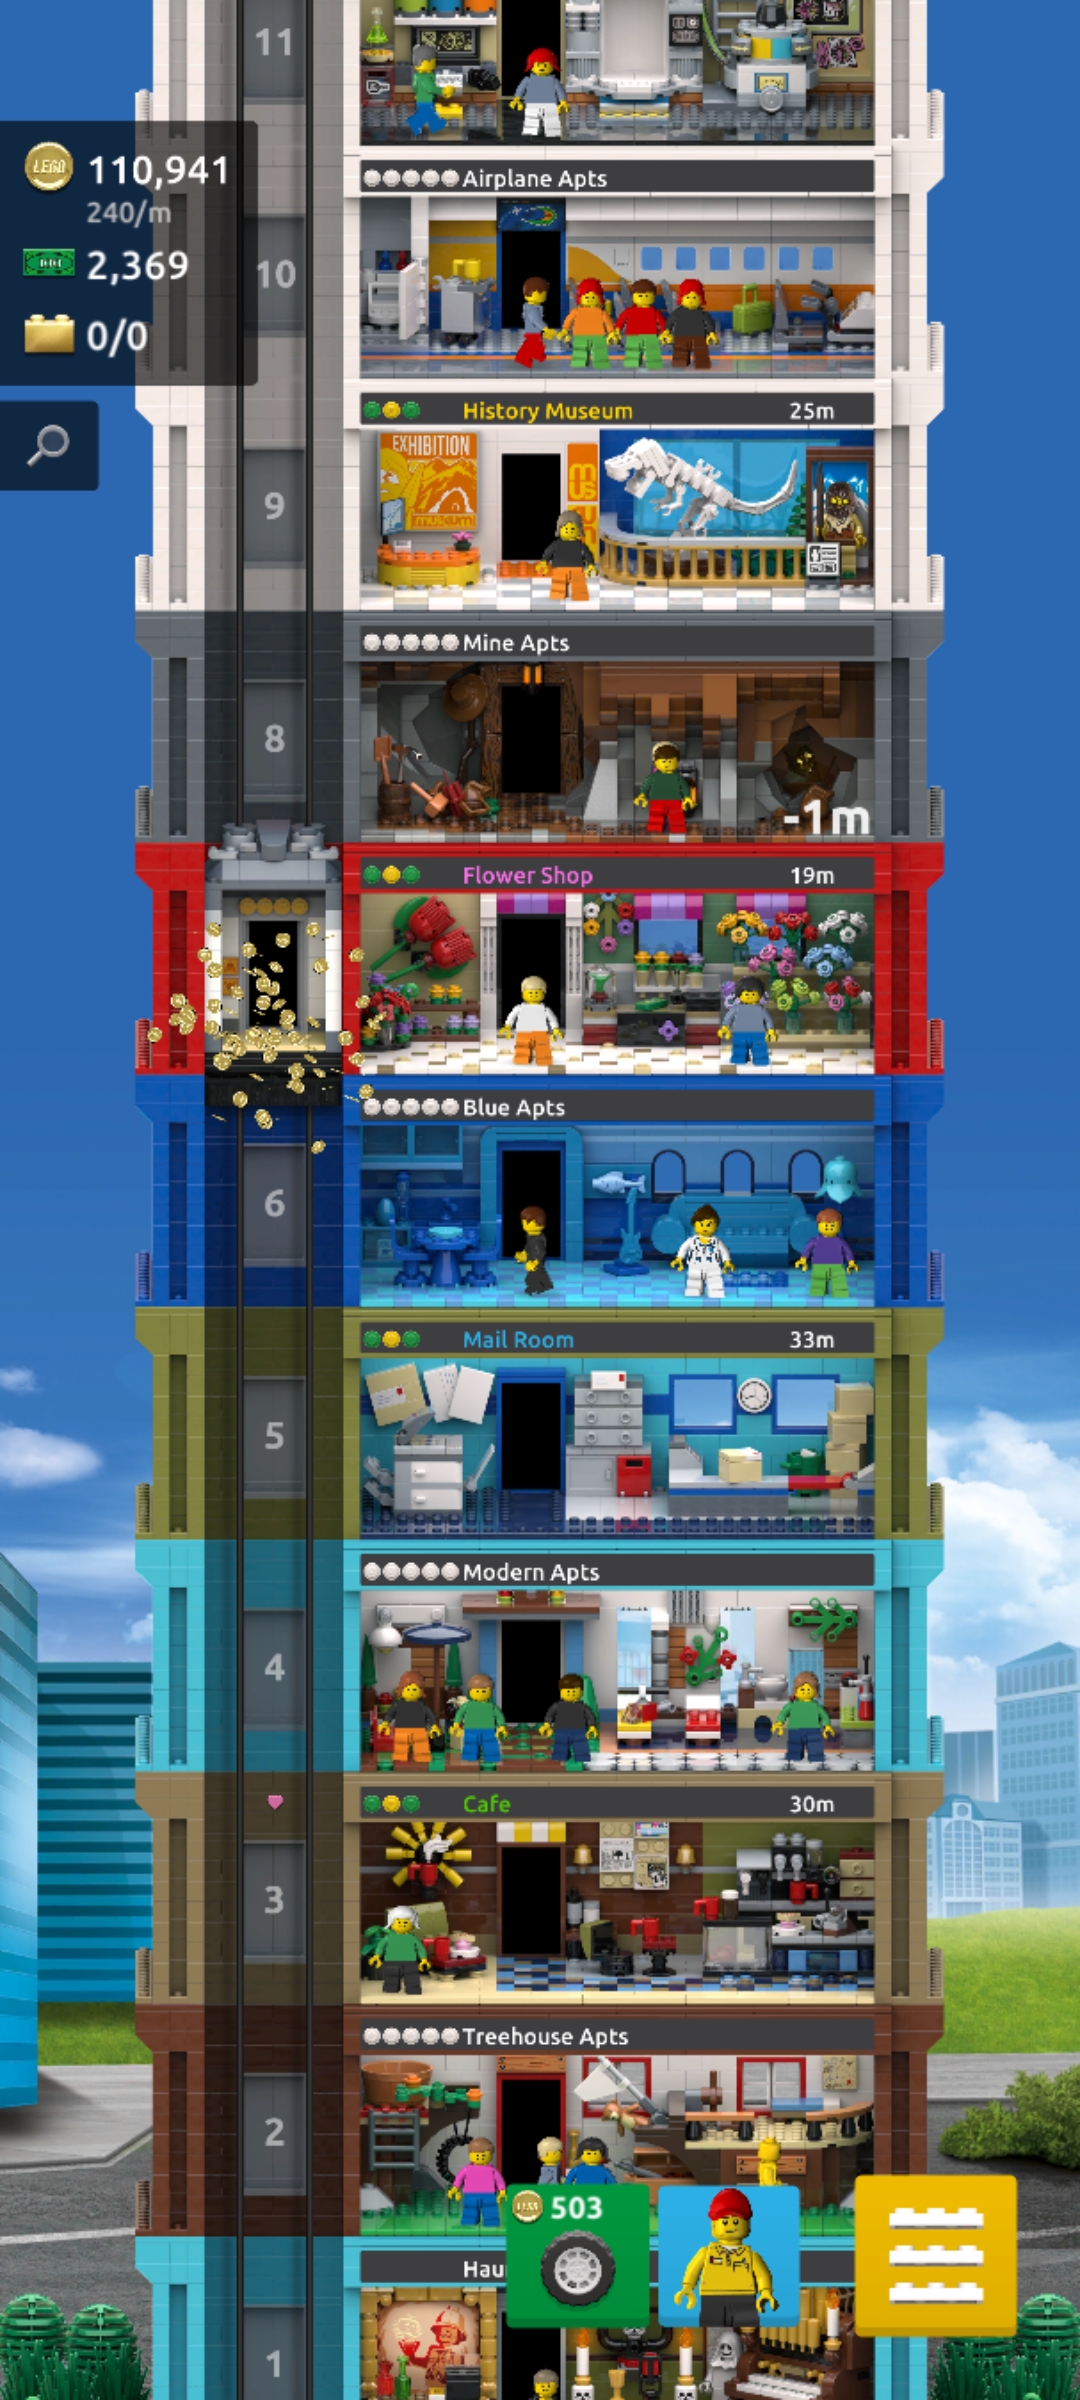 11
LEGO 110,941
240/m
2,369
0/0
Airplane Apts
10
History Museum 25m
EXHIBITION
museum
9
Mine Apts
8
-1m
Flower Shop 19m
Blue Apts
6
Mail Room 33m
5
Modern Apts
4
Cafe 30m
3
Treehouse Apts
2
503
Hau
1